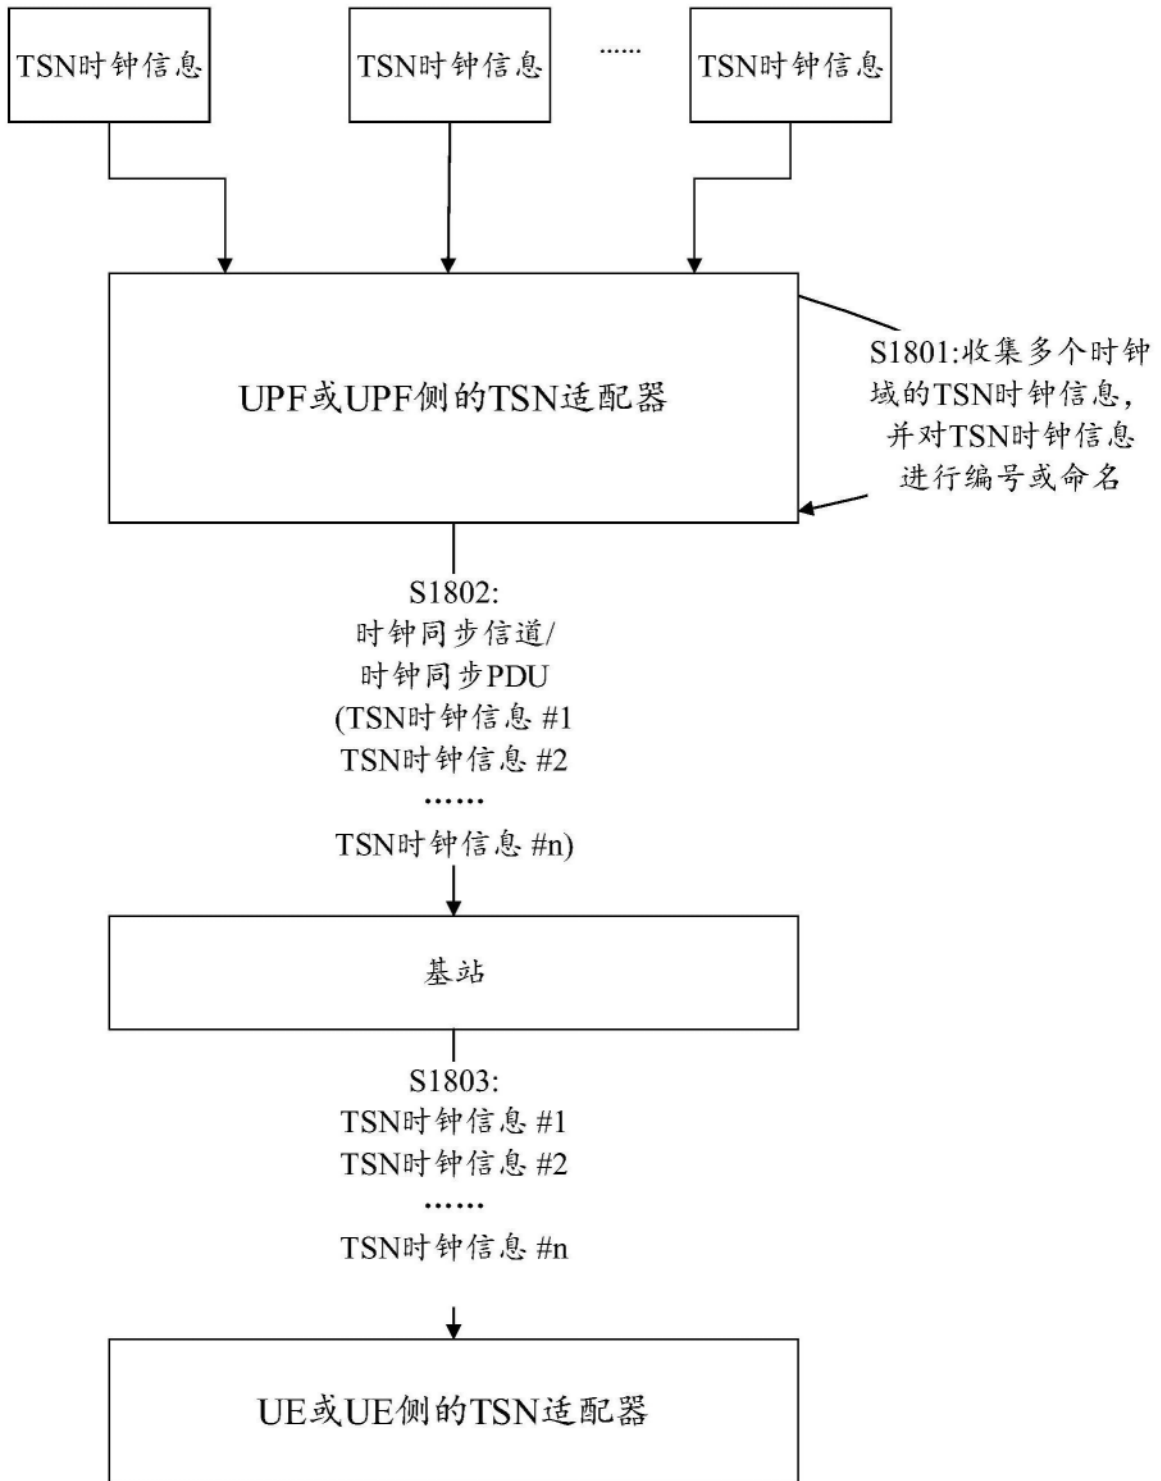 TSN时钟信息
TSN时钟信息
……
TSN时钟信息
UPF或UPF侧的TSN适配器
S1801:收集多个时钟
域的TSN时钟信息，
并对TSN时钟信息
进行编号或命名
S1802:
时钟同步信道/
时钟同步PDU
(TSN时钟信息 #1
TSN时钟信息 #2
……
TSN时钟信息 #n)
基站
S1803:
TSN时钟信息 #1
TSN时钟信息 #2
……
TSN时钟信息 #n
UE或UE侧的TSN适配器